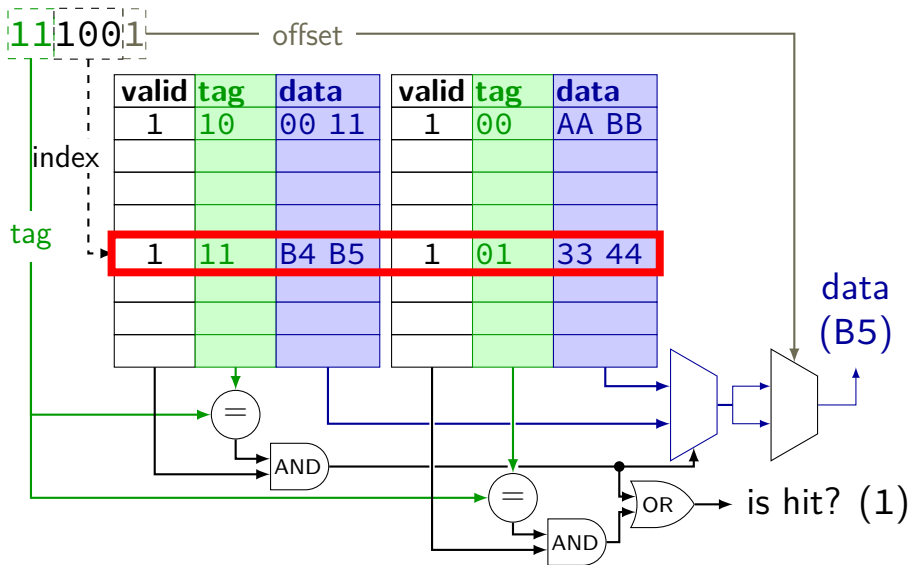 111001 offset
valid tag data valid tag data
1 10 00 11 1 00 AA BB
index
tag
1 11 B4 B5 1 01 33 44
data
(B5)
=
AND
=
OR
is hit? (1)
AND